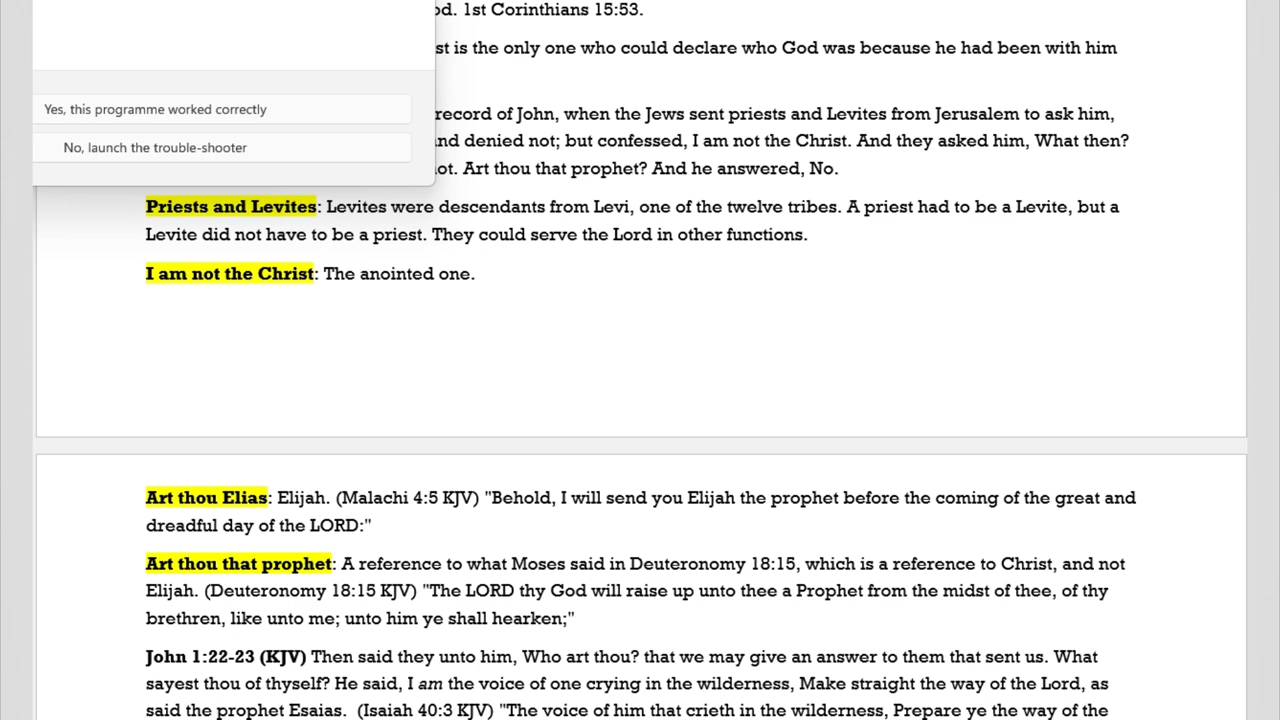 od. 1st Corinthians 15:53.
st is the only one who could declare who God was because he had been with him
Yes, this programme worked correctly
record of John, when the Jews sent priests and Levites from Jerusalem to ask him,
nd denied not; but confessed, I am not the Christ. And they asked him, What then?
No, launch the trouble-shooter
ot. Art thou that prophet? And he answered, No.
Priests and Levites: Levites were descendants from Levi, one of the twelve tribes. A priest had to be a Levite, but a
Levite did not have to be a priest. They could serve the Lord in other functions.
I am not the Christ: The anointed one.
Art thou Elias: Elijah. (Malachi 4:5 KJV) "Behold, I will send you Elijah the prophet before the coming of the great and
dreadful day of the LORD:"
Art thou that prophet: A reference to what Moses said in Deuteronomy 18:15, which is a reference to Christ, and not
Elijah. (Deuteronomy 18:15 KJV) "The LORD thy God will raise up unto thee a Prophet from the midst of thee, of thy
brethren, like unto me; unto him ye shall hearken;"
John 1:22-23 (KJV) Then said they unto him, Who art thou? that we may give an answer to them that sent us. What
sayest thou of thyself? He said, I am the voice of one crying in the wilderness, Make straight the way of the Lord, as
said the prophet Esaias. (Isaiah 40:3 KJV) "The voice of him that crieth in the wilderness, Prepare ye the way of the